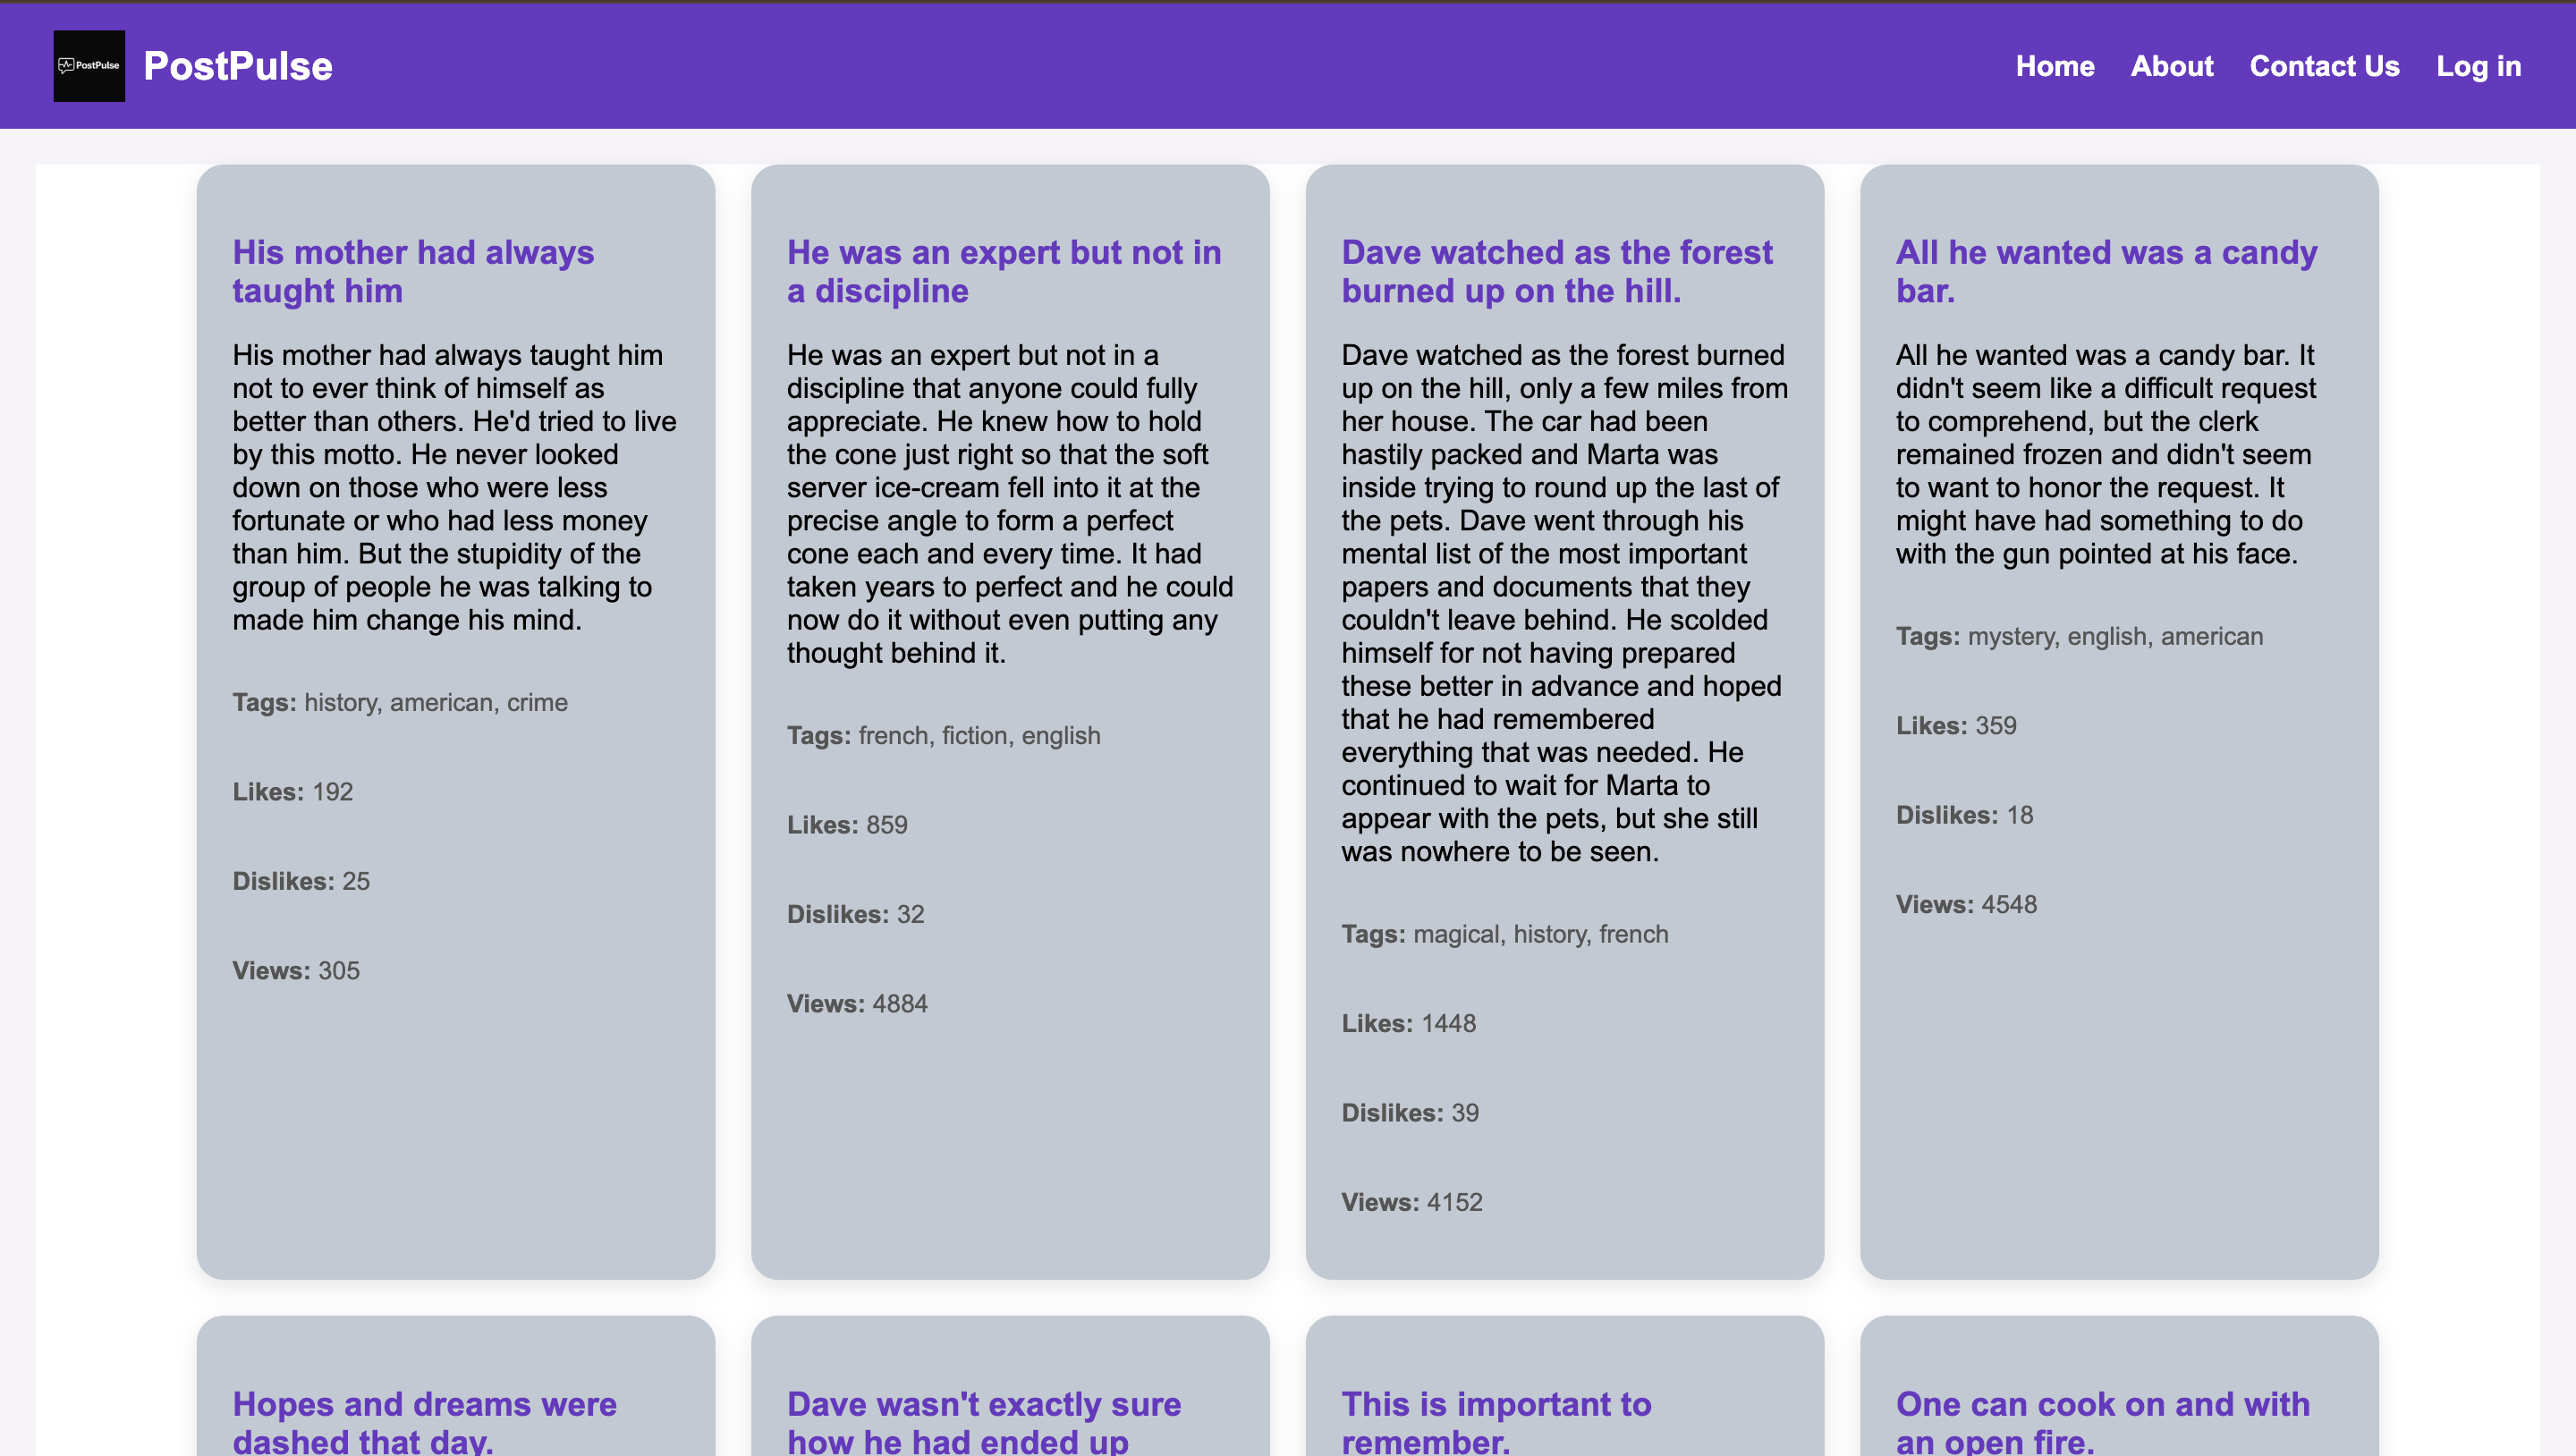 PostPulse
PostPulse
Home
About
Contact Us
Log in
His mother had always
taught him
His mother had always taught him
not to ever think of himself as
better than others. He'd tried to live
by this motto. He never looked
down on those who were less
fortunate or who had less money
than him. But the stupidity of the
group of people he was talking to
made him change his mind.
Tags: history, american, crime
Likes: 192
Dislikes: 25
Views: 305
He was an expert but not in
a discipline
He was an expert but not in a
discipline that anyone could fully
appreciate. He knew how to hold
the cone just right so that the soft
server ice-cream fell into it at the
precise angle to form a perfect
cone each and every time. It had
taken years to perfect and he could
now do it without even putting any
thought behind it.
Tags: french, fiction, english
Likes: 859
Dislikes: 32
Views: 4884
Dave watched as the forest
burned up on the hill.
Dave watched as the forest burned
up on the hill, only a few miles from
her house. The car had been
hastily packed and Marta was
inside trying to round up the last of
the pets. Dave went through his
mental list of the most important
papers and documents that they
couldn't leave behind. He scolded
himself for not having prepared
these better in advance and hoped
that he had remembered
everything that was needed. He
continued to wait for Marta to
appear with the pets, but she still
was nowhere to be seen.
Tags: magical, history, french
Likes: 1448
Dislikes: 39
Views: 4152
All he wanted was a candy
bar.
All he wanted was a candy bar. It
didn't seem like a difficult request
to comprehend, but the clerk
remained frozen and didn't seem
to want to honor the request. It
might have had something to do
with the gun pointed at his face.
Tags: mystery, english, american
Likes: 359
Dislikes: 18
Views: 4548
Hopes and dreams were
dashed that day.
Dave wasn't exactly sure
how he had ended up
This is important to
remember.
One can cook on and with
an open fire.